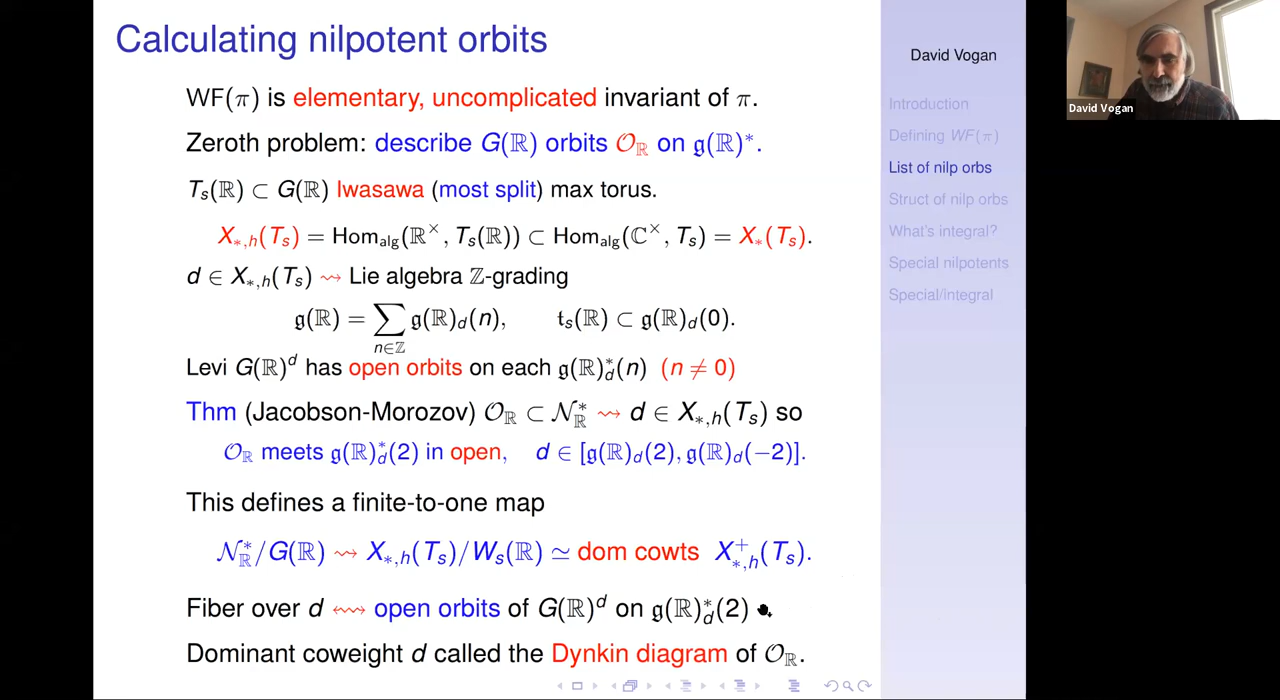 Calculating nilpotent orbits
WF(π) is elementary, uncomplicated invariant of π.
Zeroth problem: describe G(ℝ) orbits 𝒪_ℝ on 𝔤(ℝ)*.
T_s(ℝ) ⊂ G(ℝ) Iwasawa (most split) max torus.
X_{*,h}(T_s) = Hom_alg(ℝ^×, T_s(ℝ)) ⊂ Hom_alg(ℂ^×, T_s) = X_*(T_s).
d ∈ X_{*,h}(T_s) ⇝ Lie algebra ℤ-grading
𝔤(ℝ) = ∑_{n∈ℤ} 𝔤(ℝ)_d(n), 𝔱_s(ℝ) ⊂ 𝔤(ℝ)_d(0).
Levi G(ℝ)^d has open orbits on each 𝔤(ℝ)*_d(n) (n ≠ 0)
Thm (Jacobson-Morozov) 𝒪_ℝ ⊂ 𝒩*_ℝ ⇝ d ∈ X_{*,h}(T_s) so
𝒪_ℝ meets 𝔤(ℝ)*_d(2) in open, d ∈ [𝔤(ℝ)_d(2), 𝔤(ℝ)_d(−2)].
This defines a finite-to-one map
𝒩*_ℝ/G(ℝ) ⇝ X_{*,h}(T_s)/W_s(ℝ) ≃ dom cowts X^+_{*,h}(T_s).
Fiber over d ↭ open orbits of G(ℝ)^d on 𝔤(ℝ)*_d(2)
Dominant coweight d called the Dynkin diagram of 𝒪_ℝ.
David Vogan
Introduction
Defining WF(π)
List of nilp orbs
Struct of nilp orbs
What's integral?
Special nilpotents
Special/integral
David Vogan